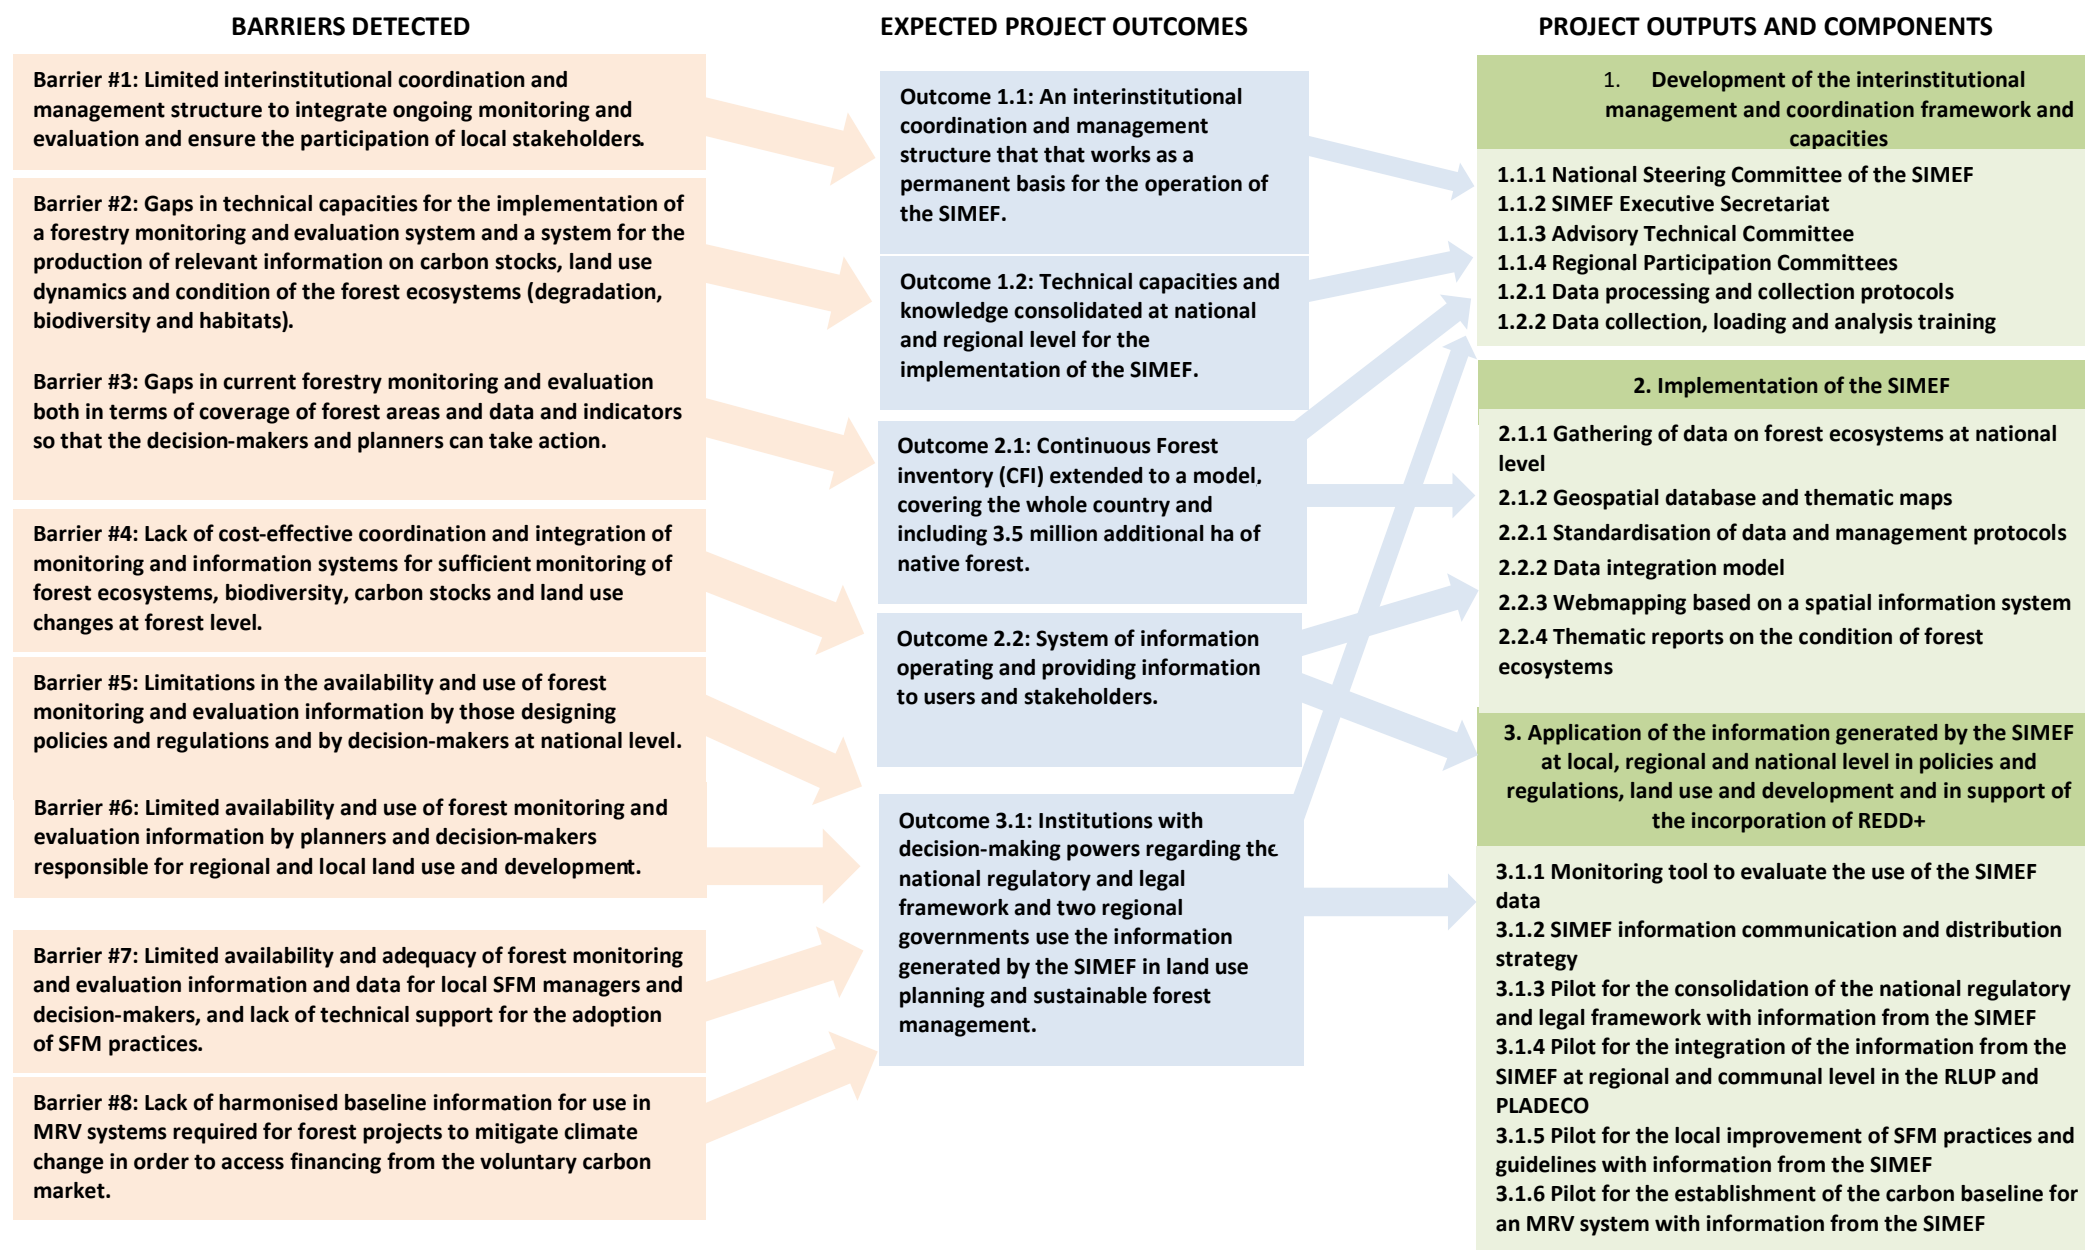 BARRIERS DETECTED
Barrier #1: Limited interinstitutional coordination and
management structure to integrate ongoing monitoring and
evaluation and ensure the participation of local stakeholders.
Barrier #2: Gaps in technical capacities for the implementation of
a forestry monitoring and evaluation system and a system for the
production of relevant information on carbon stocks, land use
dynamics and condition of the forest ecosystems (degradation,
biodiversity and habitats).
Barrier #3: Gaps in current forestry monitoring and evaluation
both in terms of coverage of forest areas and data and indicators
so that the decision-makers and planners can take action.
Barrier #4: Lack of cost-effective coordination and integration of
monitoring and information systems for sufficient monitoring of
forest ecosystems, biodiversity, carbon stocks and land use
changes at forest level.
Barrier #5: Limitations in the availability and use of forest
monitoring and evaluation information by those designing
policies and regulations and by decision-makers at national level.
Barrier #6: Limited availability and use of forest monitoring and
evaluation information by planners and decision-makers
responsible for regional and local land use and development.
Barrier #7: Limited availability and adequacy of forest monitoring
and evaluation information and data for local SFM managers and
decision-makers, and lack of technical support for the adoption
of SFM practices.
Barrier #8: Lack of harmonised baseline information for use in
MRV systems required for forest projects to mitigate climate
change in order to access financing from the voluntary carbon
market.
EXPECTED PROJECT OUTCOMES
Outcome 1.1: An interinstitutional
coordination and management
structure that that works as a
permanent basis for the operation of
the SIMEF.
Outcome 1.2: Technical capacities and
knowledge consolidated at national
and regional level for the
implementation of the SIMEF.
Outcome 2.1: Continuous Forest
inventory (CFI) extended to a model,
covering the whole country and
including 3.5 million additional ha of
native forest.
Outcome 2.2: System of information
operating and providing information
to users and stakeholders.
Outcome 3.1: Institutions with
decision-making powers regarding the
national regulatory and legal
framework and two regional
governments use the information
generated by the SIMEF in land use
planning and sustainable forest
management.
PROJECT OUTPUTS AND COMPONENTS
1. Development of the interinstitutional
management and coordination framework and
capacities
1.1.1 National Steering Committee of the SIMEF
1.1.2 SIMEF Executive Secretariat
1.1.3 Advisory Technical Committee
1.1.4 Regional Participation Committees
1.2.1 Data processing and collection protocols
1.2.2 Data collection, loading and analysis training
2. Implementation of the SIMEF
2.1.1 Gathering of data on forest ecosystems at national
level
2.1.2 Geospatial database and thematic maps
2.2.1 Standardisation of data and management protocols
2.2.2 Data integration model
2.2.3 Webmapping based on a spatial information system
2.2.4 Thematic reports on the condition of forest
ecosystems
3. Application of the information generated by the SIMEF
at local, regional and national level in policies and
regulations, land use and development and in support of
the incorporation of REDD+
3.1.1 Monitoring tool to evaluate the use of the SIMEF
data
3.1.2 SIMEF information communication and distribution
strategy
3.1.3 Pilot for the consolidation of the national regulatory
and legal framework with information from the SIMEF
3.1.4 Pilot for the integration of the information from the
SIMEF at regional and communal level in the RLUP and
PLADECO
3.1.5 Pilot for the local improvement of SFM practices and
guidelines with information from the SIMEF
3.1.6 Pilot for the establishment of the carbon baseline for
an MRV system with information from the SIMEF